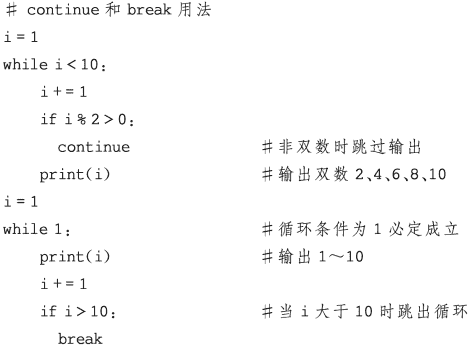 # continue 和 break 用法
i = 1
while i<10:
    i += 1
    if i%2>0:
      continue            #非双数时跳过输出
    print(i)              #输出双数 2、4、6、8、10
i = 1
while 1:                  #循环条件为 1 必定成立
    print(i)              #输出 1～10
    i += 1
    if i>10:              #当 i 大于 10 时跳出循环
      break